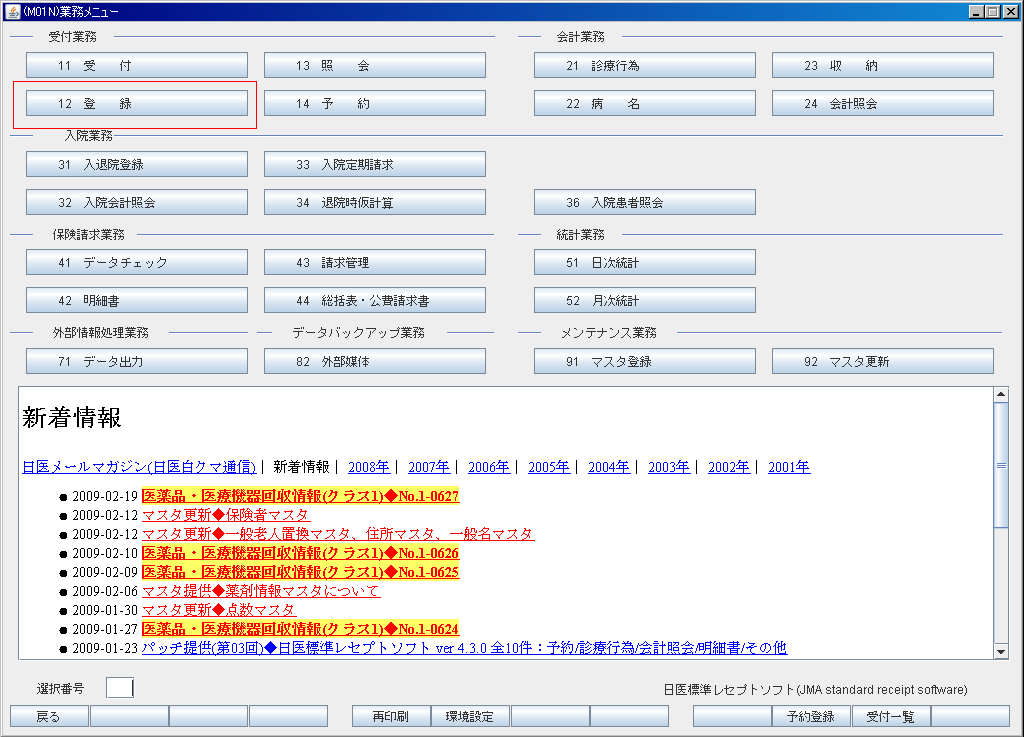 (M01N)業務メニュー
受付業務 会計業務
11 受 付 13 照 会 21 診療行為 23 収 納
12 登 録 14 予 約 22 病 名 24 会計照会
入院業務
31 入退院登録 33 入院定期請求
32 入院会計照会 34 退院時仮計算 36 入院患者照会
保険請求業務 統計業務
41 データチェック 43 請求管理 51 日次統計
42 明細書 44 総括表・公費請求書 52 月次統計
外部情報処理業務 データバックアップ業務 メンテナンス業務
71 データ出力 82 外部媒体 91 マスタ登録 92 マスタ更新
新着情報
日医メールマガジン(日医白クマ通信) | 新着情報 | 2008年 | 2007年 | 2006年 | 2005年 | 2004年 | 2003年 | 2002年 | 2001年
● 2009-02-19 医薬品・医療機器回収情報(クラス1)◆No.1-0627
● 2009-02-12 マスタ更新◆保険者マスタ
● 2009-02-12 マスタ更新◆一般老人置換マスタ、住所マスタ、一般名マスタ
● 2009-02-10 医薬品・医療機器回収情報(クラス1)◆No.1-0626
● 2009-02-09 医薬品・医療機器回収情報(クラス1)◆No.1-0625
● 2009-02-06 マスタ提供◆薬剤情報マスタについて
● 2009-01-30 マスタ更新◆点数マスタ
● 2009-01-27 医薬品・医療機器回収情報(クラス1)◆No.1-0624
● 2009-01-23 パッチ提供(第03回)◆日医標準レセプトソフト ver 4.3.0 全10件：予約/診療行為/会計照会/明細書/その他
選択番号 日医標準レセプトソフト(JMA standard receipt software)
戻る 再印刷 環境設定 予約登録 受付一覧